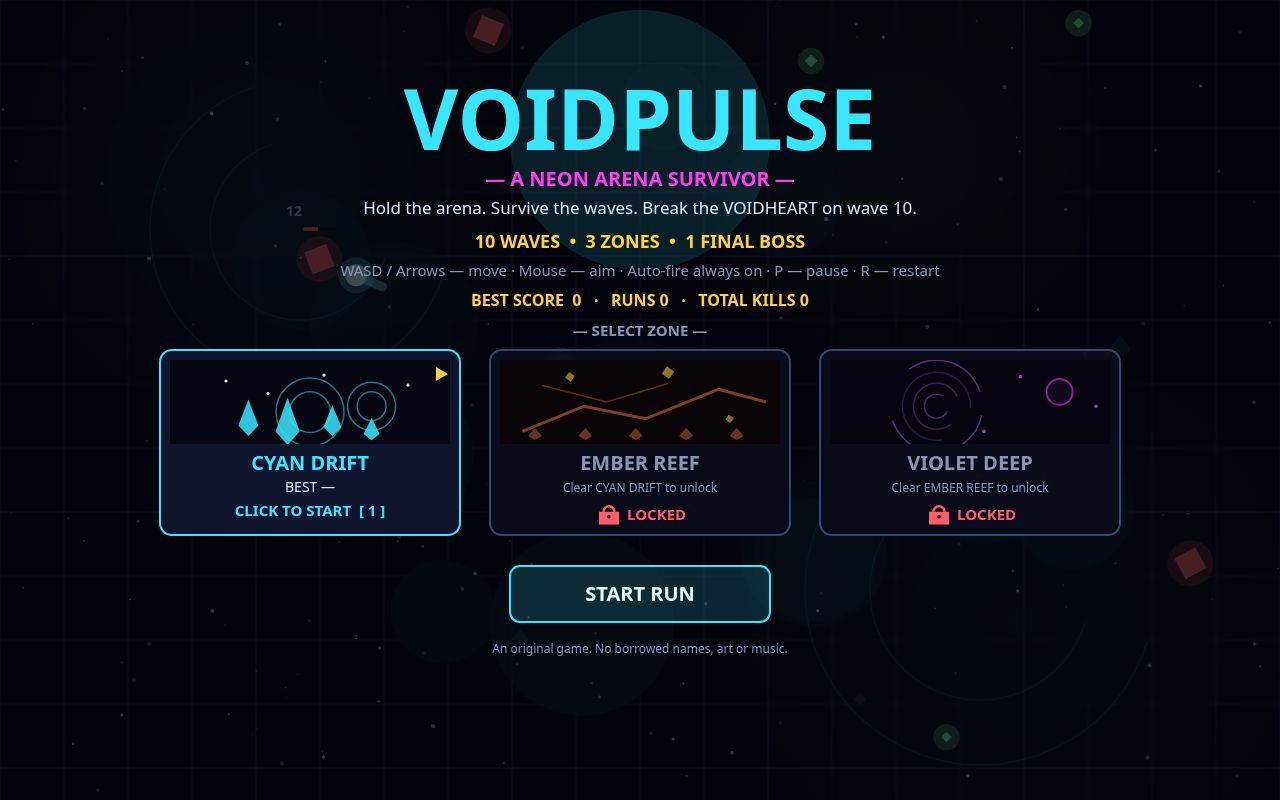 VOIDPULSE
— A NEON ARENA SURVIVOR —
12
Hold the arena. Survive the waves. Break the VOIDHEART on wave 10.
10 WAVES • 3 ZONES • 1 FINAL BOSS
WASD / Arrows — move · Mouse — aim · Auto-fire always on · P — pause · R — restart
BEST SCORE 0 · RUNS 0 · TOTAL KILLS 0
— SELECT ZONE —
CYAN DRIFT
BEST —
CLICK TO START [ 1 ]
EMBER REEF
Clear CYAN DRIFT to unlock
LOCKED
VIOLET DEEP
Clear EMBER REEF to unlock
LOCKED
START RUN
An original game. No borrowed names, art or music.